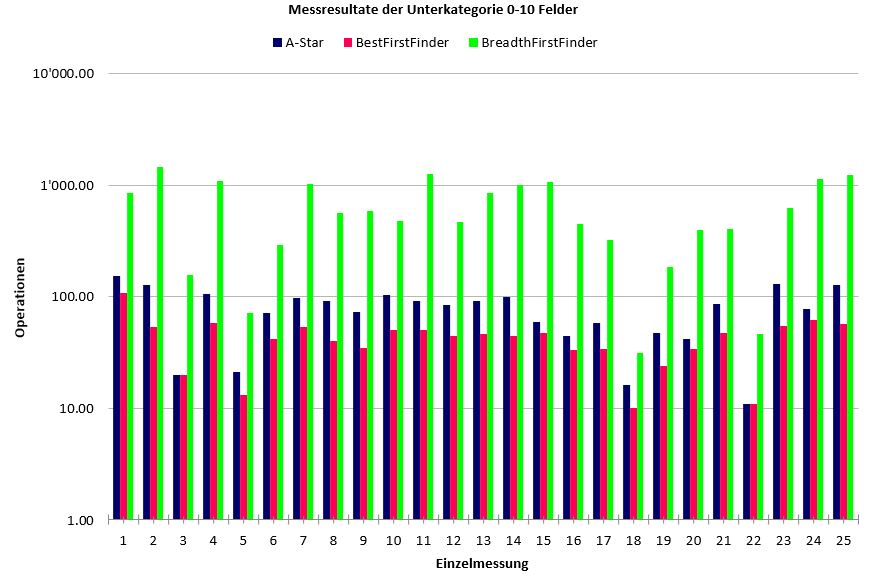 Messresultate der Unterkategorie 0-10 Felder
A-Star BestFirstFinder BreadthFirstFinder
10'000.00
1'000.00
100.00
10.00
1.00
Operationen
1 2 3 4 5 6 7 8 9 10 11 12 13 14 15 16 17 18 19 20 21 22 23 24 25
Einzelmessung